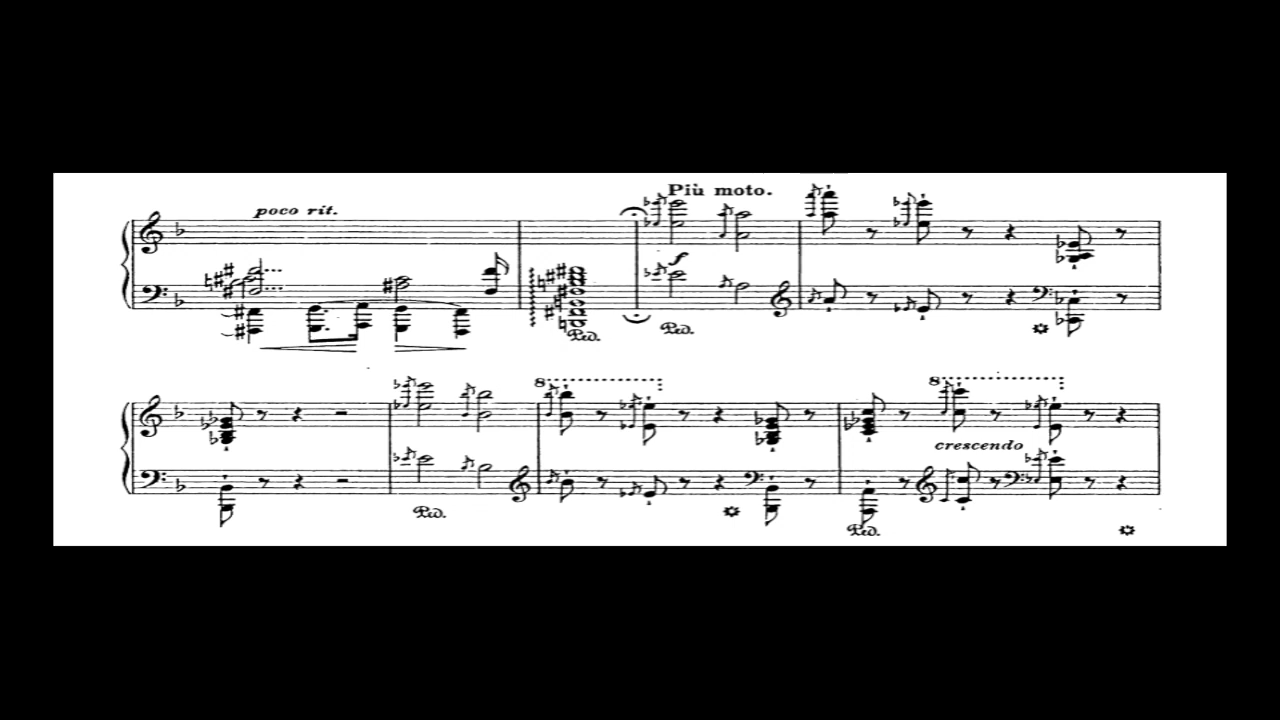 Più moto.
poco rit.
f
Ped. Ped.
8 8
crescendo
Ped. Ped.